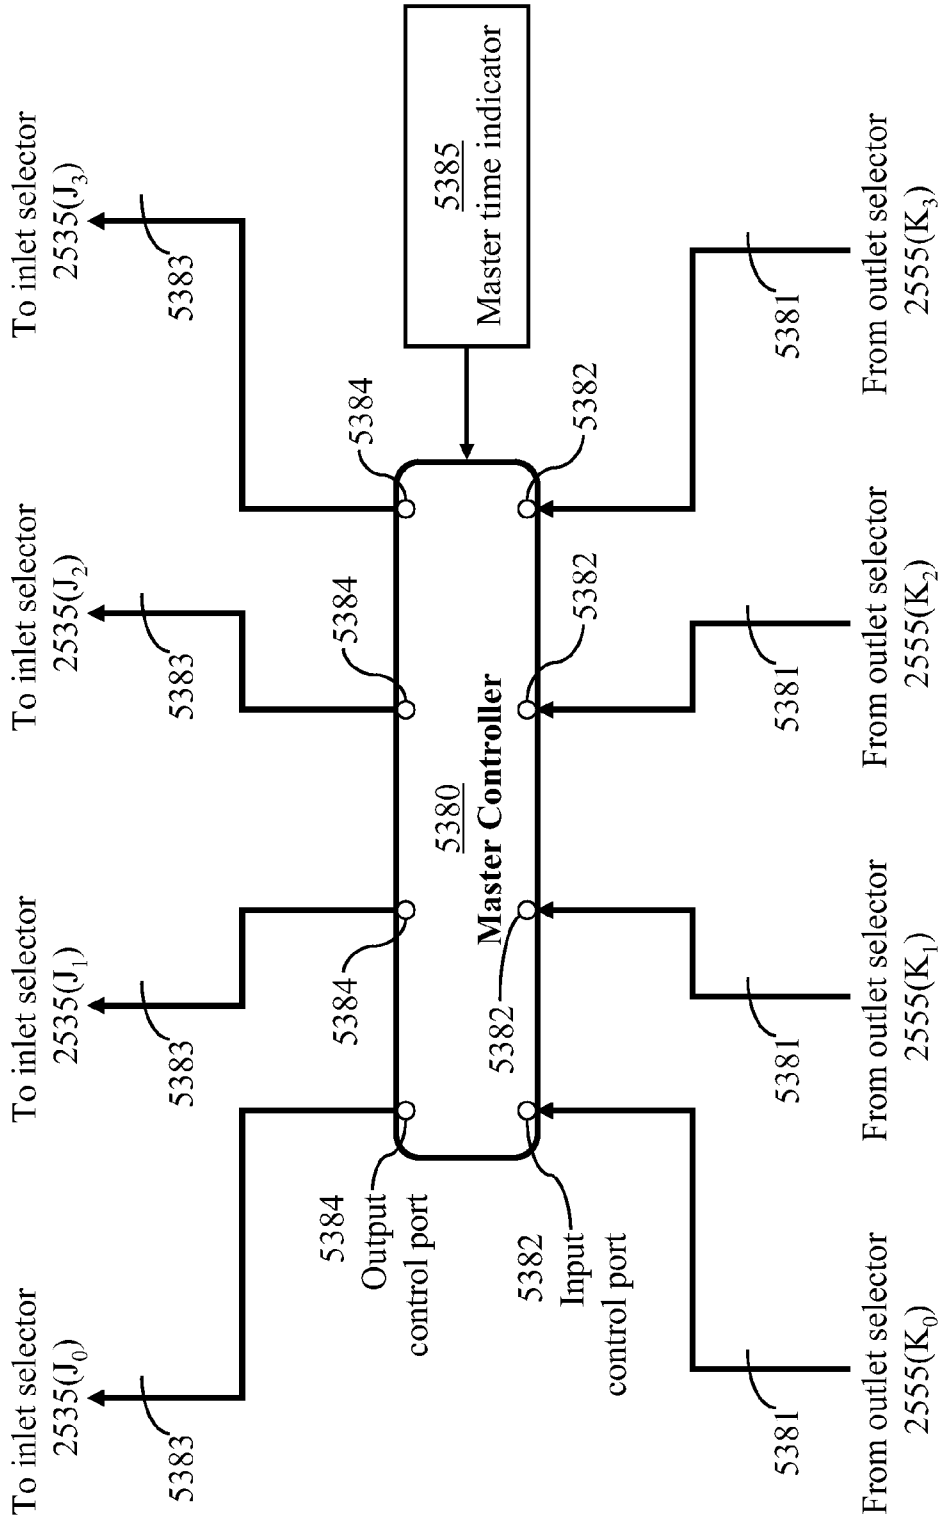 To inlet selector
2535(J₀)
To inlet selector
2535(J₁)
To inlet selector
2535(J₂)
To inlet selector
2535(J₃)
5383
5383
5383
5383
5384
Output
control port
5384
5384
5384
5380
Master Controller
5385
Master time indicator
5382
Input
control port
5382
5382
5382
5381
5381
5381
5381
From outlet selector
2555(K₀)
From outlet selector
2555(K₁)
From outlet selector
2555(K₂)
From outlet selector
2555(K₃)